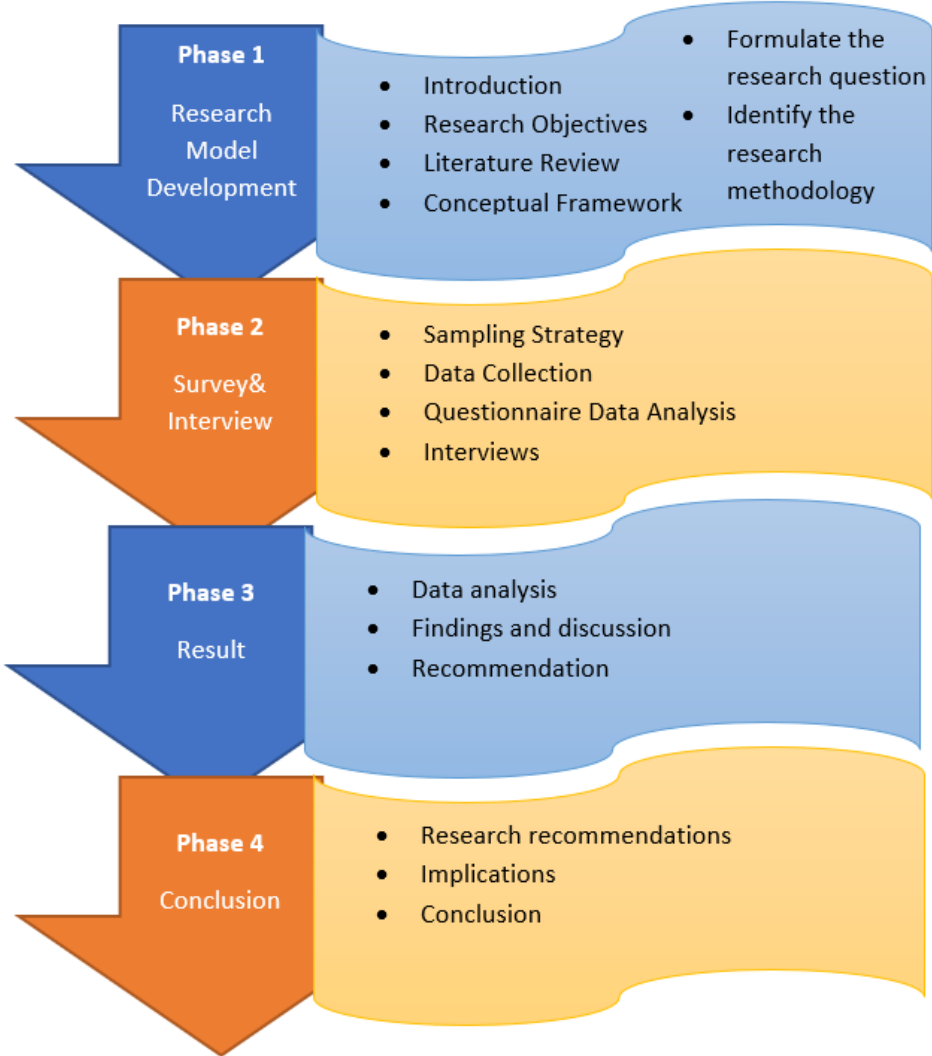 Phase 1
Research
Model
Development
• Introduction
• Research Objectives
• Literature Review
• Conceptual Framework
• Formulate the
research question
• Identify the
research
methodology
Phase 2
Survey&
Interview
• Sampling Strategy
• Data Collection
• Questionnaire Data Analysis
• Interviews
Phase 3
Result
• Data analysis
• Findings and discussion
• Recommendation
Phase 4
Conclusion
• Research recommendations
• Implications
• Conclusion